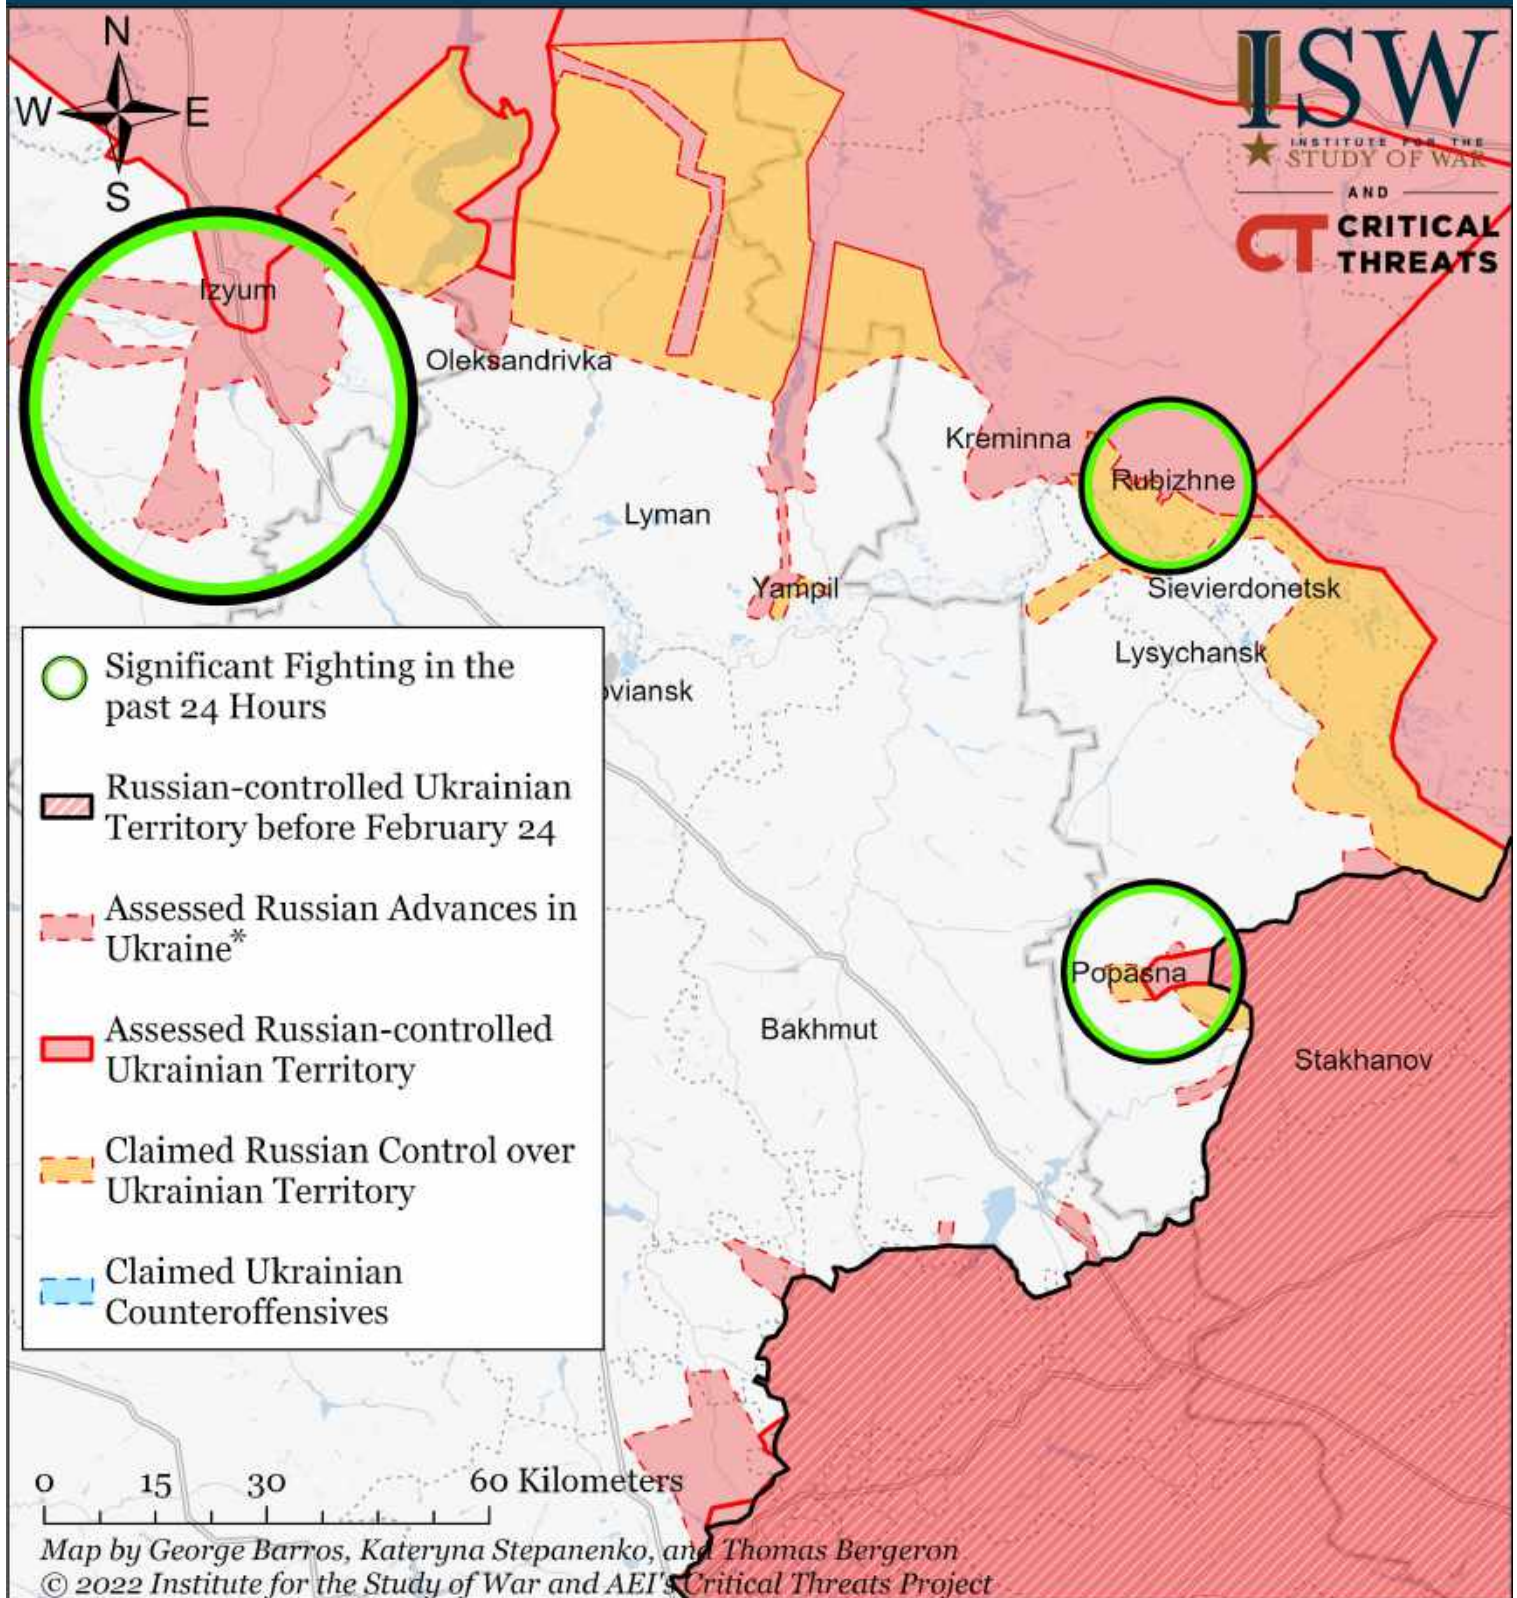 N
W
E
S
ISW
INSTITUTE FOR THE
STUDY OF WAR
AND
CT CRITICAL
THREATS
Izyum
Oleksandrivka
Kreminna
Rubizhne
Lyman
Yampil
Sievierdonetsk
Lysychansk
oviansk
Popasna
Bakhmut
Stakhanov
Significant Fighting in the
past 24 Hours
Russian-controlled Ukrainian
Territory before February 24
Assessed Russian Advances in
Ukraine*
Assessed Russian-controlled
Ukrainian Territory
Claimed Russian Control over
Ukrainian Territory
Claimed Ukrainian
Counteroffensives
0 15 30 60 Kilometers
Map by George Barros, Kateryna Stepanenko, and Thomas Bergeron
© 2022 Institute for the Study of War and AEI's Critical Threats Project